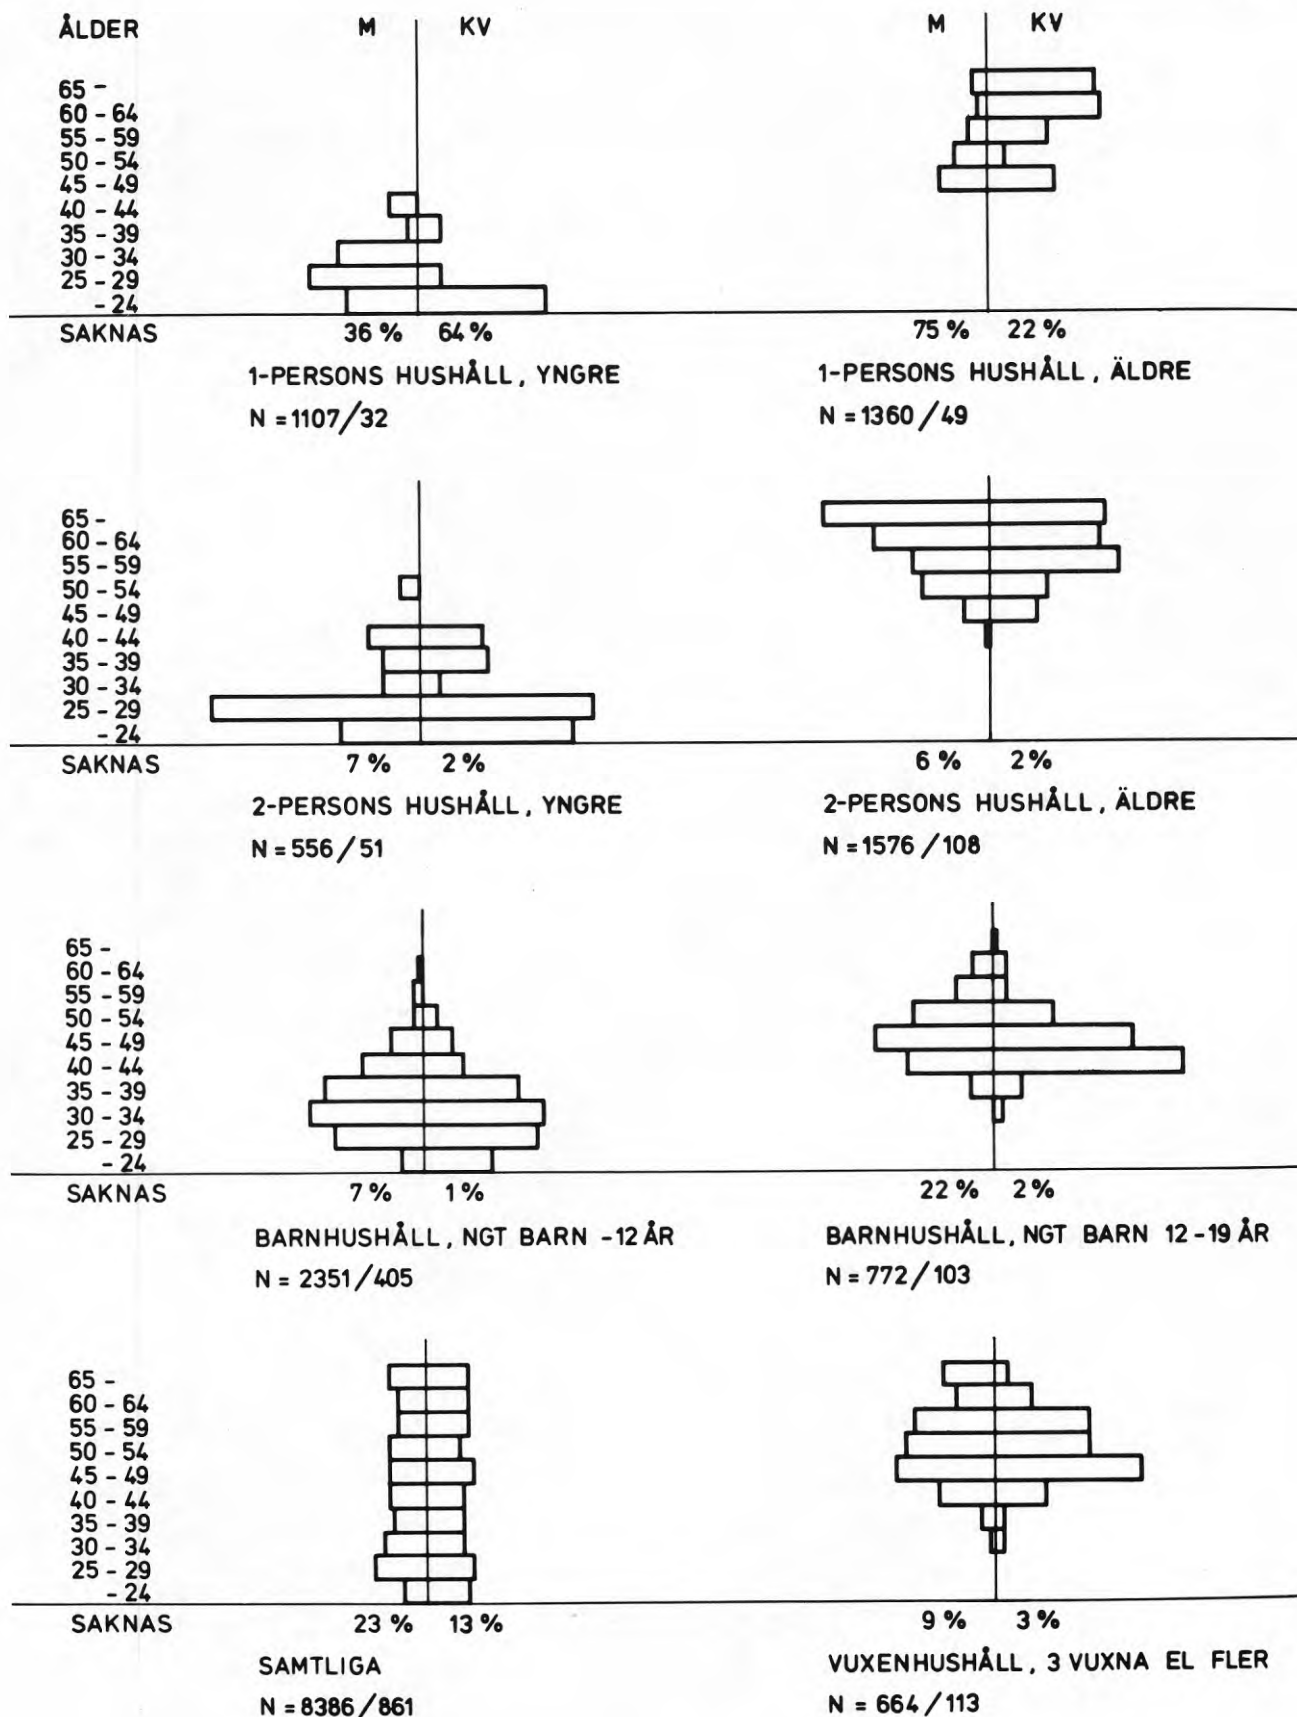 ÅLDER M KV M KV
65 -
60 - 64
55 - 59
50 - 54
45 - 49
40 - 44
35 - 39
30 - 34
25 - 29
- 24
SAKNAS 36 % 64 % 75 % 22 %
1-PERSONS HUSHÅLL, YNGRE 1-PERSONS HUSHÅLL, ÄLDRE
N = 1107/32 N = 1360/49
65 -
60 - 64
55 - 59
50 - 54
45 - 49
40 - 44
35 - 39
30 - 34
25 - 29
- 24
SAKNAS 7 % 2 % 6 % 2 %
2-PERSONS HUSHÅLL, YNGRE 2-PERSONS HUSHÅLL, ÄLDRE
N = 556/51 N = 1576/108
65 -
60 - 64
55 - 59
50 - 54
45 - 49
40 - 44
35 - 39
30 - 34
25 - 29
- 24
SAKNAS 7 % 1 % 22 % 2 %
BARNHUSHÅLL, NGT BARN -12 ÅR BARNHUSHÅLL, NGT BARN 12-19 ÅR
N = 2351/405 N = 772/103
65 -
60 - 64
55 - 59
50 - 54
45 - 49
40 - 44
35 - 39
30 - 34
25 - 29
- 24
SAKNAS 23 % 13 % 9 % 3 %
SAMTLIGA VUXENHUSHÅLL, 3 VUXNA EL FLER
N = 8386/861 N = 664/113